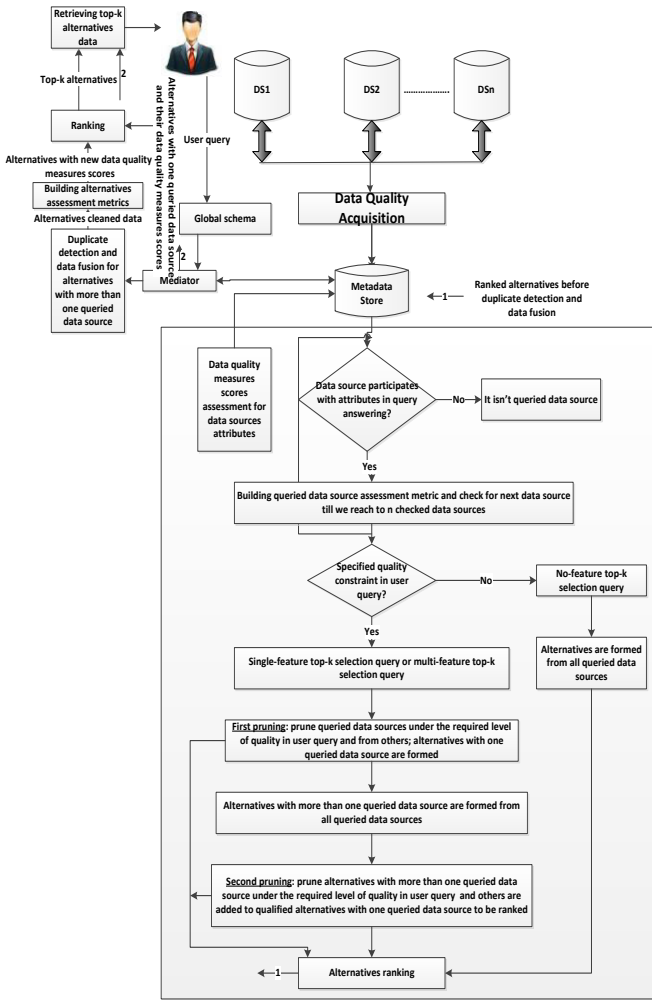 Retrieving top-k
alternatives
data
Top-k alternatives
2
Ranking
Alternatives with new data quality
measures scores
Building alternatives
assessment metrics
Alternatives cleaned data
Duplicate
detection and
data fusion for
alternatives
with more than
one queried
data source
Alternatives with one queried data source
and their data quality measures scores
User query
Global schema
2
Mediator
DS1
DS2
....................
DSn
Data Quality
Acquisition
Metadata
Store
1
Ranked alternatives before
duplicate detection and
data fusion
Data quality
measures
scores
assessment for
data sources
attributes
Data source participates
with attributes in query
answering?
No
It isn't queried data source
Yes
Building queried data source assessment metric and check for next data source
till we reach to n checked data sources
Specified quality
constraint in user
query?
No
No-feature top-k
selection query
Yes
Alternatives are formed
from all queried data
sources
Single-feature top-k selection query or multi-feature top-k
selection query
First pruning: prune queried data sources under the required level
of quality in user query and from others; alternatives with one
queried data source are formed
Alternatives with more than one queried data source are formed from
all queried data sources
Second pruning: prune alternatives with more than one queried data
source under the required level of quality in user query and others are
added to qualified alternatives with one queried data source to be ranked
1
Alternatives ranking